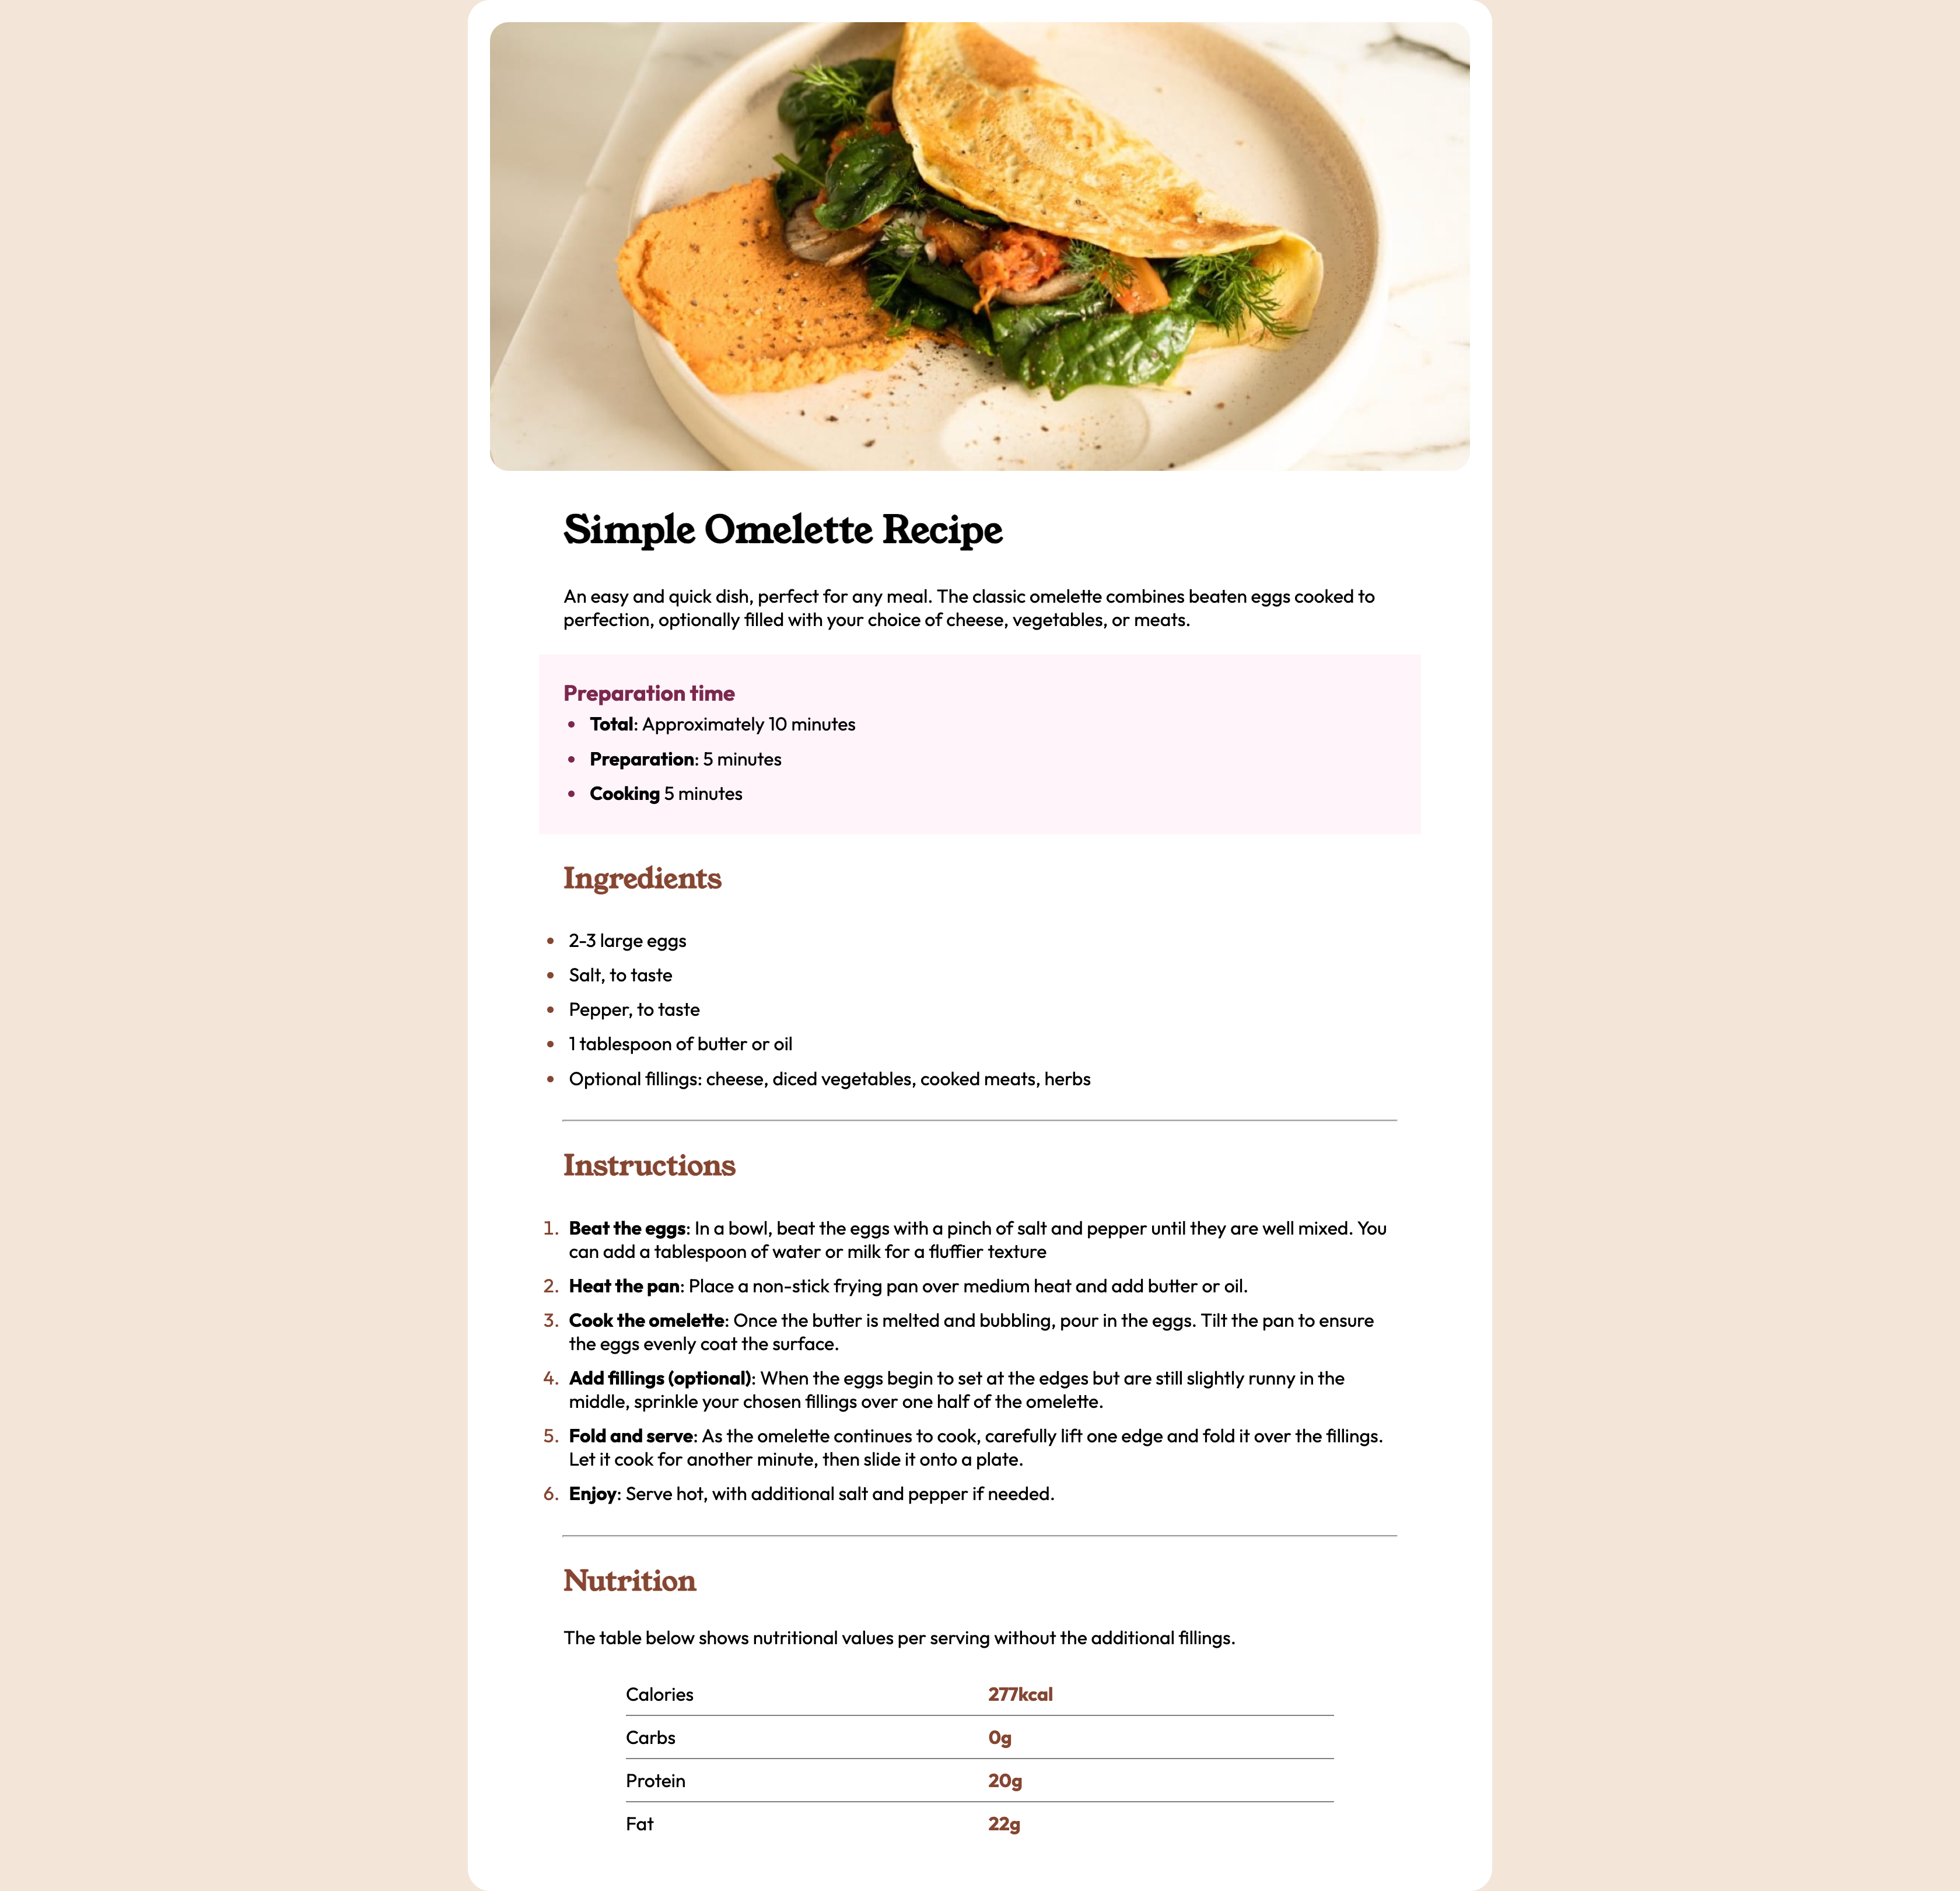 Simple Omelette Recipe
An easy and quick dish, perfect for any meal. The classic omelette combines beaten eggs cooked to
perfection, optionally filled with your choice of cheese, vegetables, or meats.
Preparation time
• Total: Approximately 10 minutes
• Preparation: 5 minutes
• Cooking 5 minutes
Ingredients
• 2-3 large eggs
• Salt, to taste
• Pepper, to taste
• 1 tablespoon of butter or oil
• Optional fillings: cheese, diced vegetables, cooked meats, herbs
Instructions
1. Beat the eggs: In a bowl, beat the eggs with a pinch of salt and pepper until they are well mixed. You
can add a tablespoon of water or milk for a fluffier texture
2. Heat the pan: Place a non-stick frying pan over medium heat and add butter or oil.
3. Cook the omelette: Once the butter is melted and bubbling, pour in the eggs. Tilt the pan to ensure
the eggs evenly coat the surface.
4. Add fillings (optional): When the eggs begin to set at the edges but are still slightly runny in the
middle, sprinkle your chosen fillings over one half of the omelette.
5. Fold and serve: As the omelette continues to cook, carefully lift one edge and fold it over the fillings.
Let it cook for another minute, then slide it onto a plate.
6. Enjoy: Serve hot, with additional salt and pepper if needed.
Nutrition
The table below shows nutritional values per serving without the additional fillings.
Calories 277kcal
Carbs 0g
Protein 20g
Fat 22g